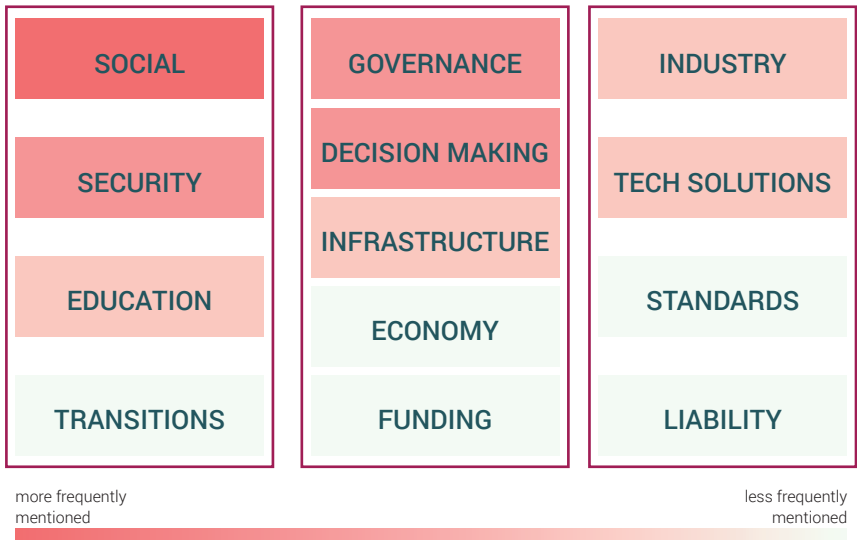 SOCIAL
SECURITY
EDUCATION
TRANSITIONS
GOVERNANCE
DECISION MAKING
INFRASTRUCTURE
ECONOMY
FUNDING
INDUSTRY
TECH SOLUTIONS
STANDARDS
LIABILITY
more frequently
mentioned
less frequently
mentioned